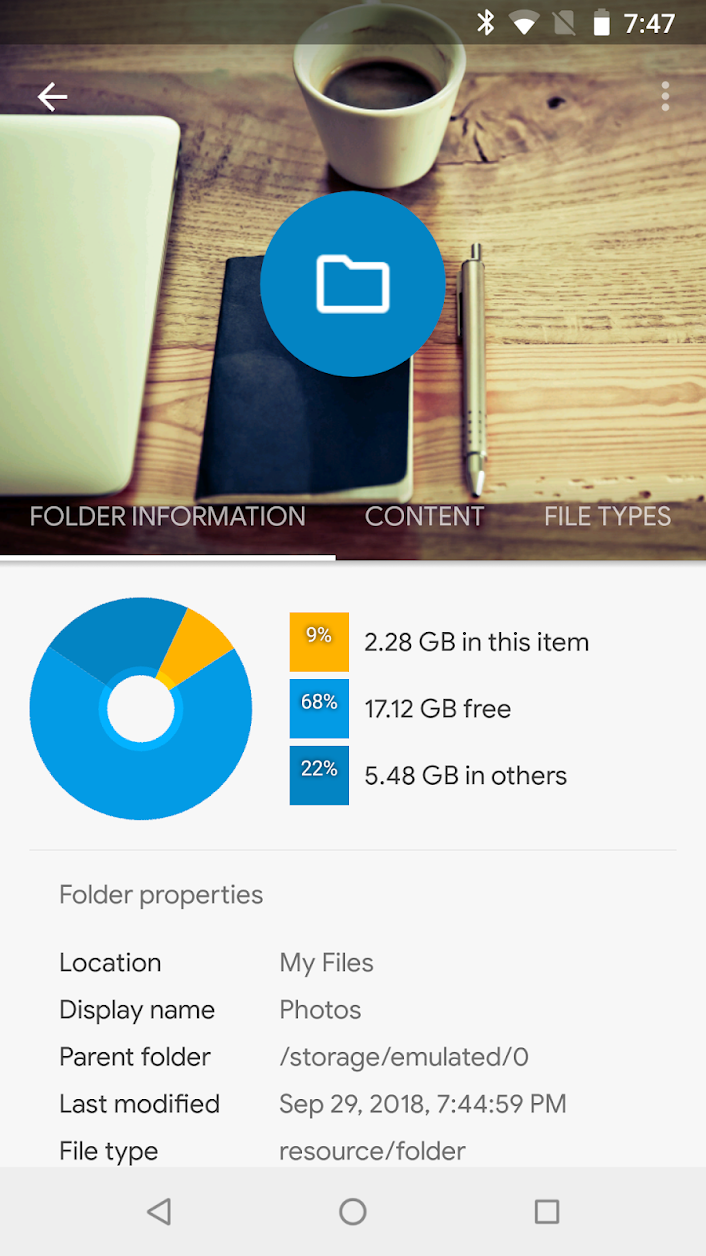 7:47
FOLDER INFORMATION CONTENT FILE TYPES
9% 2.28 GB in this item
68% 17.12 GB free
22% 5.48 GB in others
Folder properties
Location My Files
Display name Photos
Parent folder /storage/emulated/0
Last modified Sep 29, 2018, 7:44:59 PM
File type resource/folder